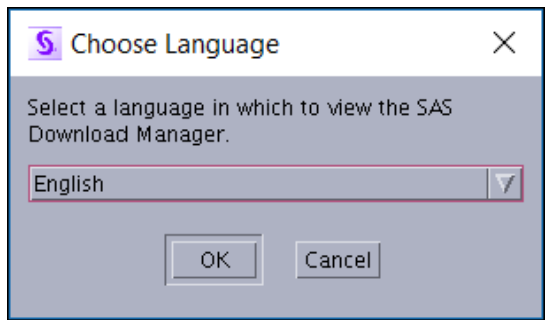 Choose Language
Select a language in which to view the SAS
Download Manager.
English
OK
Cancel